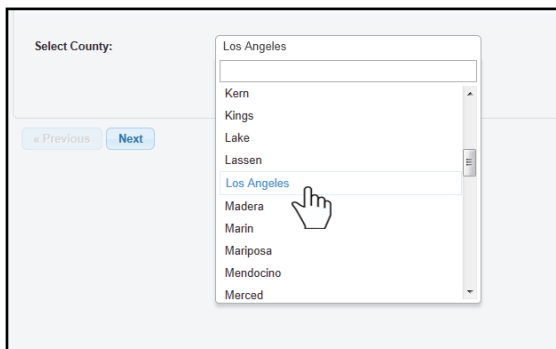 Select County:
Los Angeles
Kern
Kings
Lake
Lassen
Los Angeles
Madera
Marin
Mariposa
Mendocino
Merced
« Previous
Next